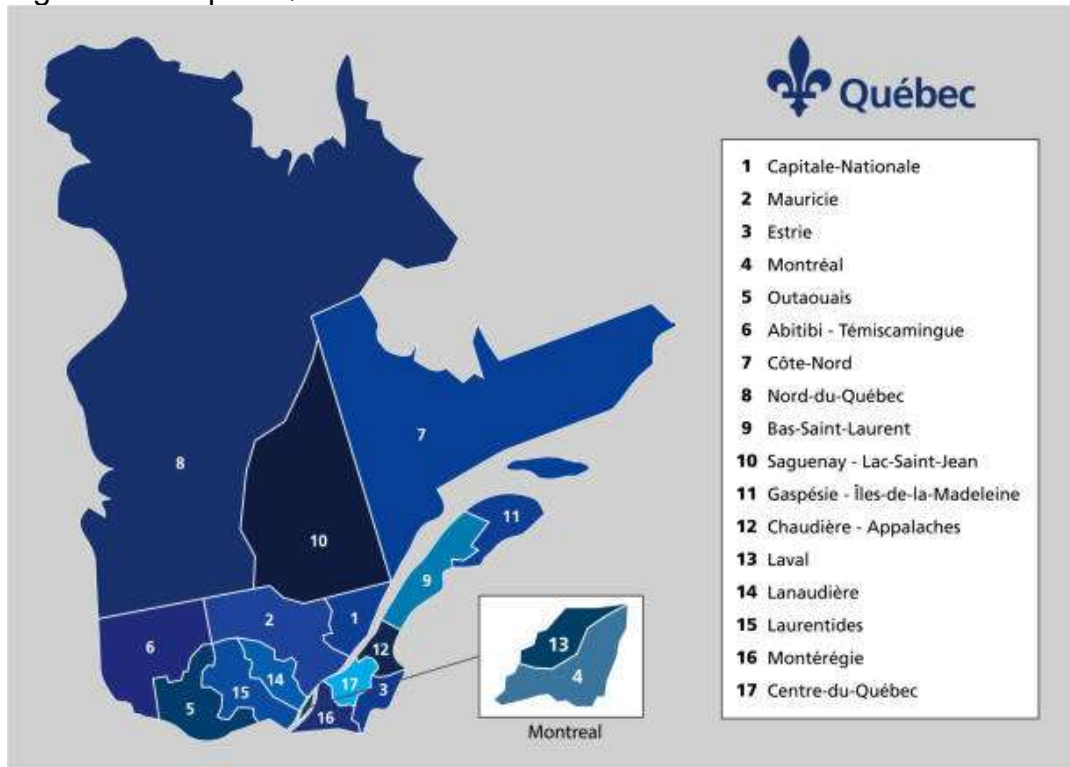 Québec
1 Capitale-Nationale
2 Mauricie
3 Estrie
4 Montréal
5 Outaouais
6 Abitibi - Témiscamingue
7 Côte-Nord
8 Nord-du-Québec
9 Bas-Saint-Laurent
10 Saguenay - Lac-Saint-Jean
11 Gaspésie - Îles-de-la-Madeleine
12 Chaudière - Appalaches
13 Laval
14 Lanaudière
15 Laurentides
16 Montérégie
17 Centre-du-Québec
7
8
11
10
9
2
1
6
12
13
14
4
17
15
3
5
16
Montreal